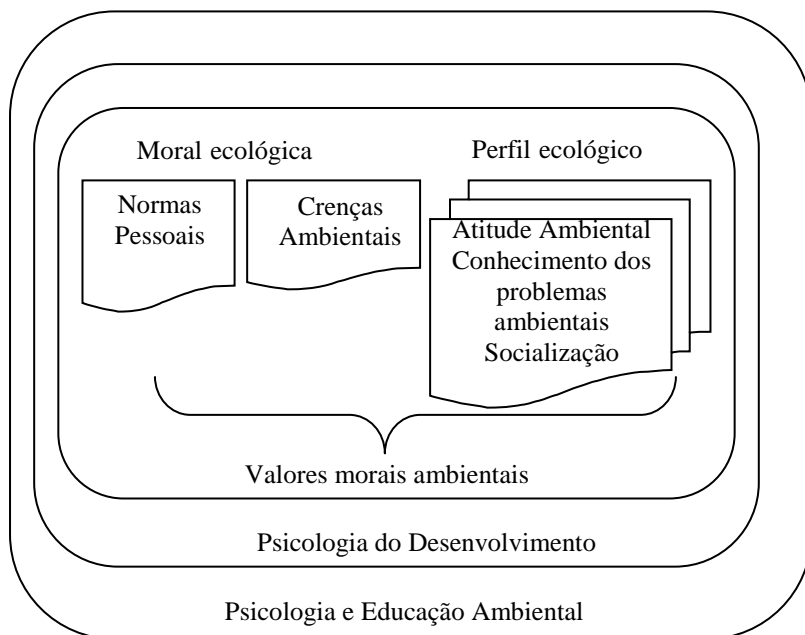 Moral ecológica
Perfil ecológico
Normas
Pessoais
Crenças
Ambientais
Atitude Ambiental
Conhecimento dos
problemas
ambientais
Socialização
Valores morais ambientais
Psicologia do Desenvolvimento
Psicologia e Educação Ambiental